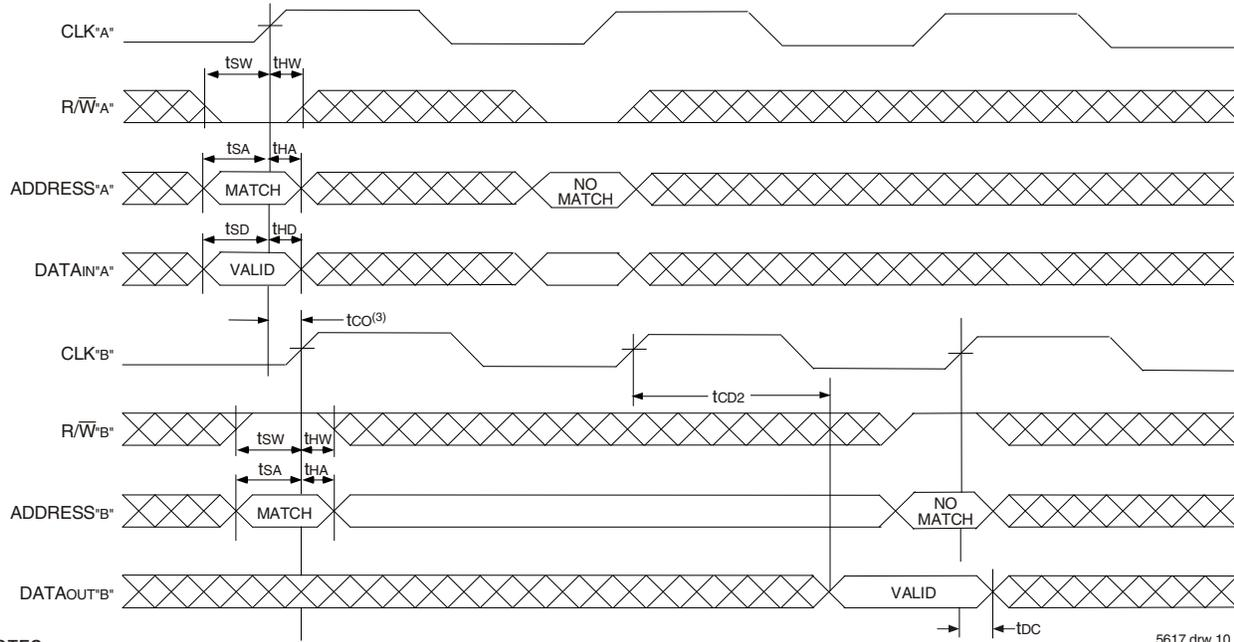 CLK"A"
tSW tHW
R/W̅"A"
tSA tHA
ADDRESS"A" MATCH NO MATCH
tSD tHD
DATAIN"A" VALID
tCO(3)
CLK"B"
tCD2
R/W̅"B"
tSW tHW
tSA tHA
ADDRESS"B" MATCH NO MATCH
DATAOUT"B" VALID
tDC
5617 drw 10